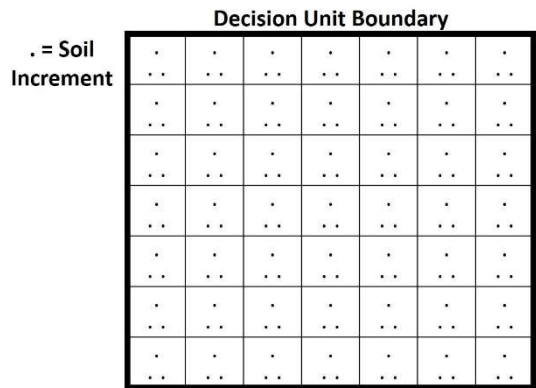 Decision Unit Boundary
. = Soil
Increment